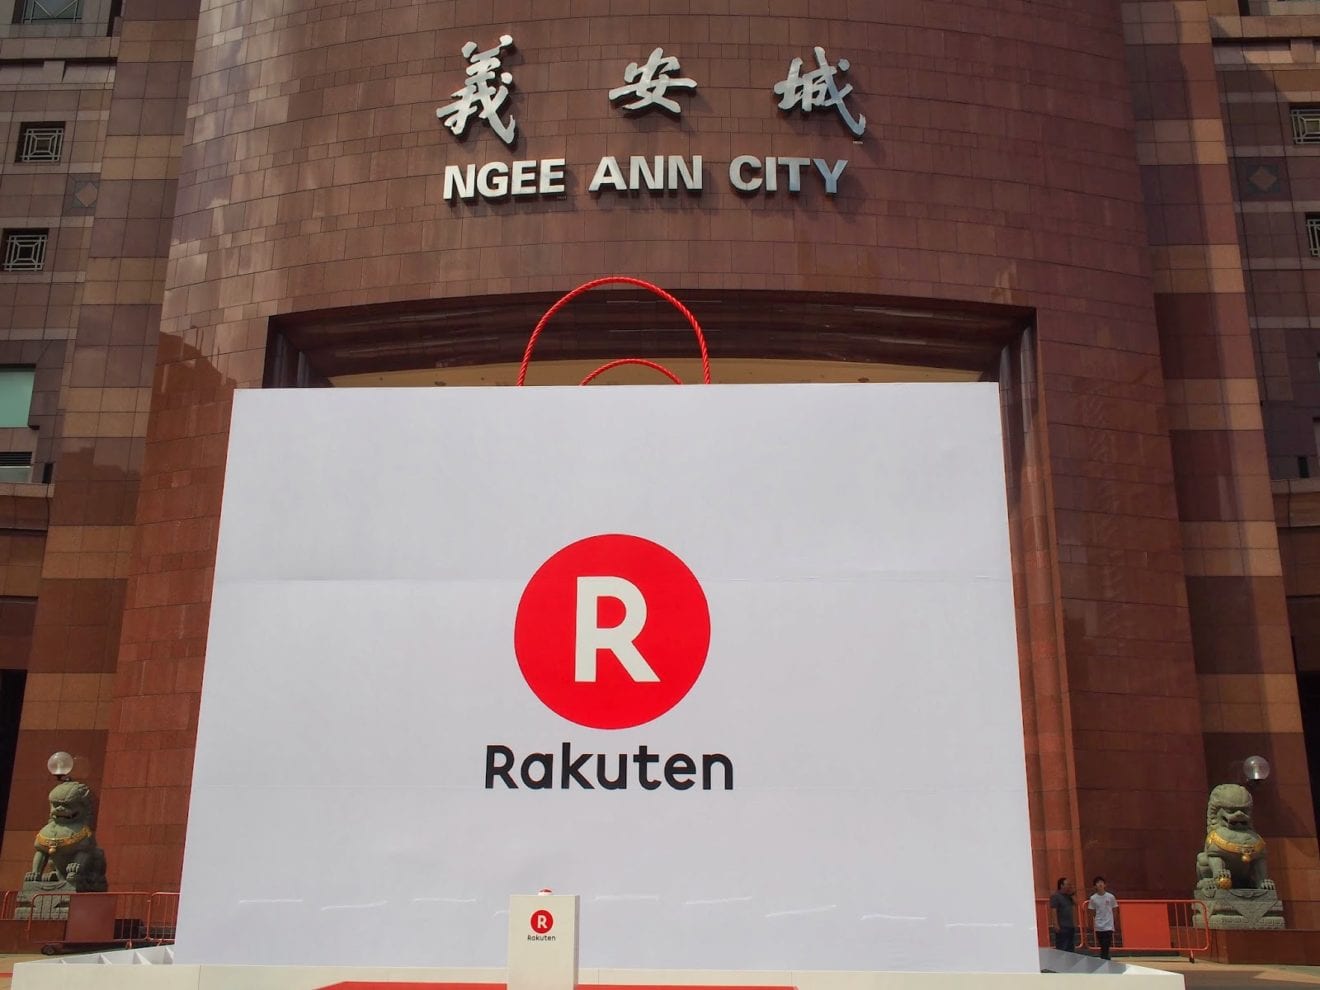 義安城
NGEE ANN CITY
R
Rakuten
R
Rakuten